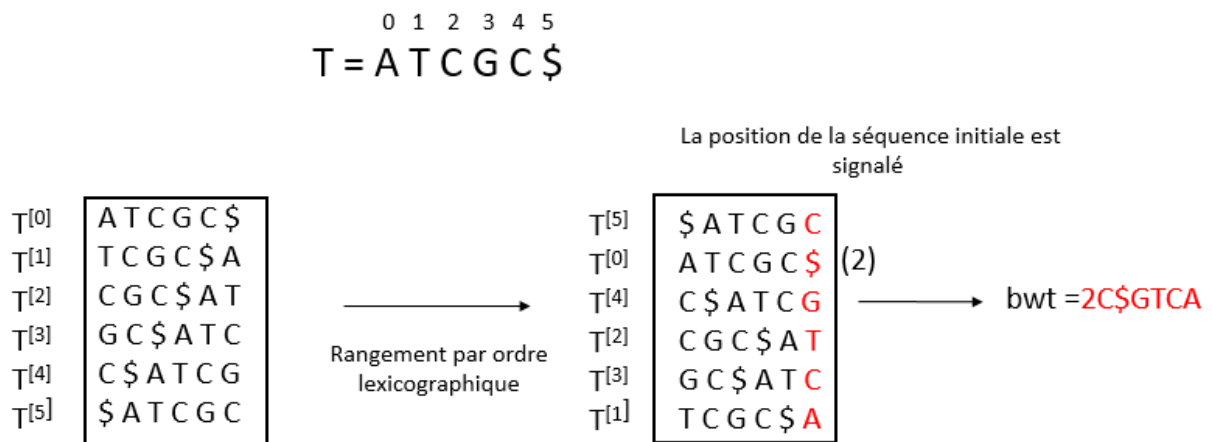 0 1 2 3 4 5
T = A T C G C $
La position de la séquence initiale est
signalé
T[0] A T C G C $
T[1] T C G C $ A
T[2] C G C $ A T
T[3] G C $ A T C
T[4] C $ A T C G
T[5] $ A T C G C
Rangement par ordre
lexicographique
T[5] $ A T C G C
T[0] A T C G C $ (2)
T[4] C $ A T C G
T[2] C G C $ A T
T[3] G C $ A T C
T[1] T C G C $ A
bwt =2C$GTCA